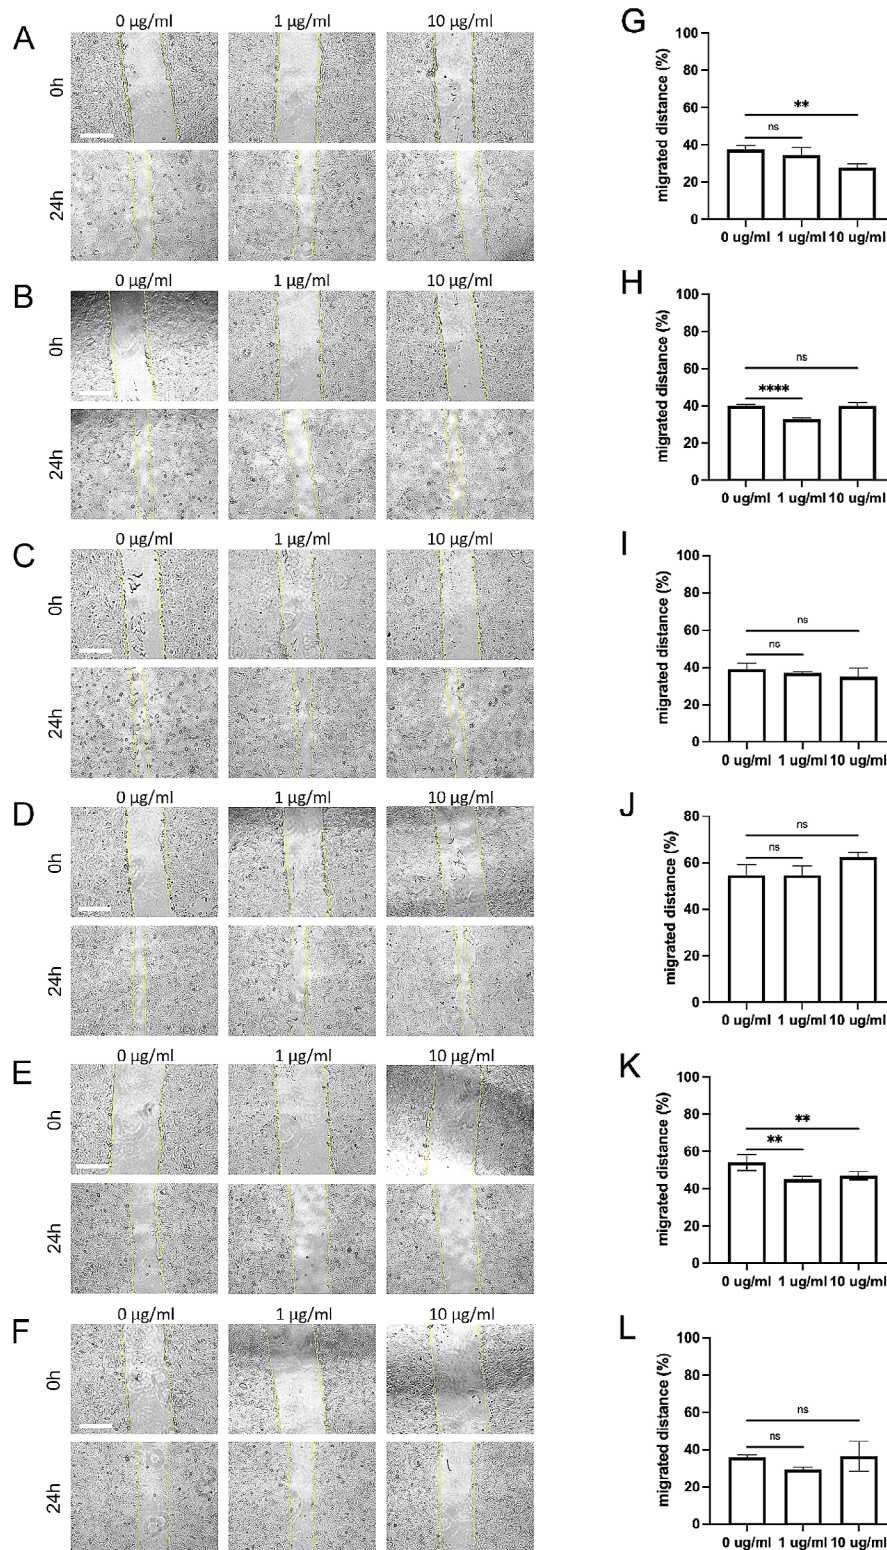 A
0 µg/ml 1 µg/ml 10 µg/ml
0h
24h
B
0 µg/ml 1 µg/ml 10 µg/ml
0h
24h
C
0 µg/ml 1 µg/ml 10 µg/ml
0h
24h
D
0 µg/ml 1 µg/ml 10 µg/ml
0h
24h
E
0 µg/ml 1 µg/ml 10 µg/ml
0h
24h
F
0 µg/ml 1 µg/ml 10 µg/ml
0h
24h
G
migrated distance (%)
100
80
60
40
20
0
**
ns
0 ug/ml 1 ug/ml 10 ug/ml
H
migrated distance (%)
100
80
60
40
20
0
ns
****
0 ug/ml 1 ug/ml 10 ug/ml
I
migrated distance (%)
100
80
60
40
20
0
ns
ns
0 ug/ml 1 ug/ml 10 ug/ml
J
migrated distance (%)
80
60
40
20
0
ns
ns
0 ug/ml 1 ug/ml 10 ug/ml
K
migrated distance (%)
100
80
60
40
20
0
**
**
0 ug/ml 1 ug/ml 10 ug/ml
L
migrated distance (%)
100
80
60
40
20
0
ns
ns
0 ug/ml 1 ug/ml 10 ug/ml